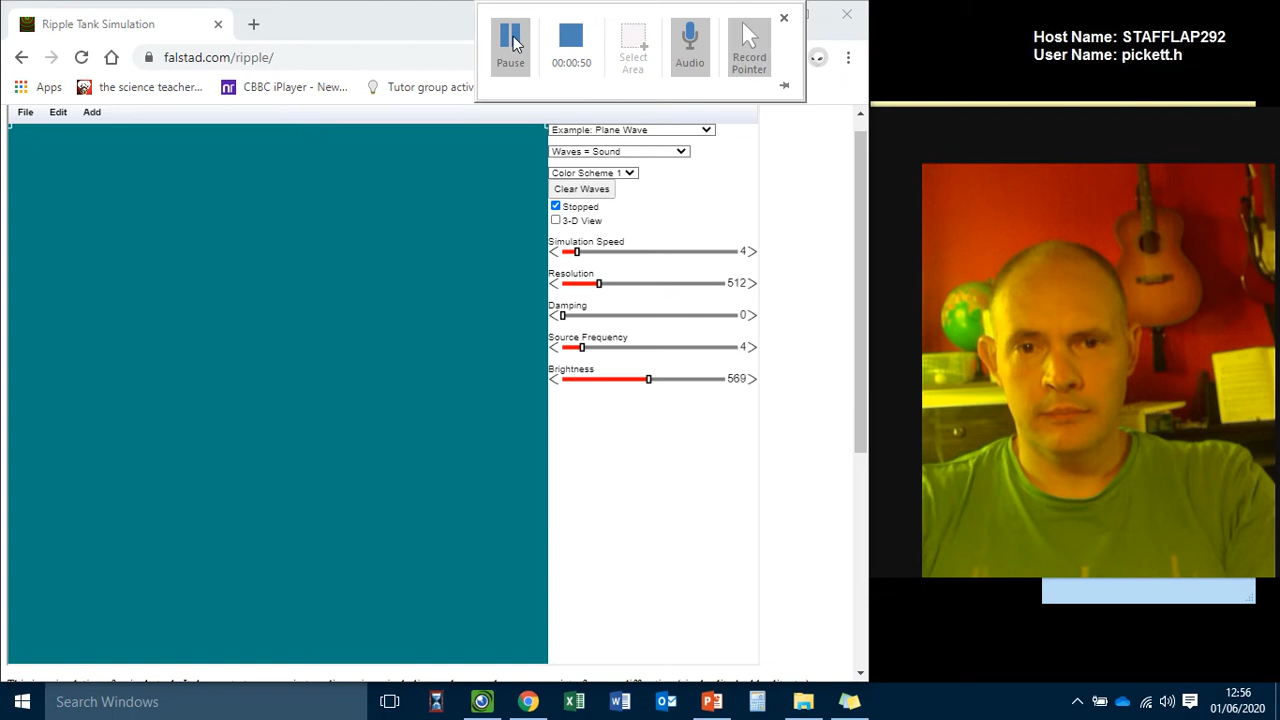 Ripple Tank Simulation
falstad.com/ripple/
Pause
00:00:50
Select Area
Audio
Record Pointer
Host Name: STAFFLAP292
User Name: pickett.h
Apps
the science teacher...
CBBC iPlayer - New...
Tutor group activ
File Edit Add
Example: Plane Wave
Waves = Sound
Color Scheme 1
Clear Waves
Stopped
3-D View
Simulation Speed
4
Resolution
512
Damping
0
Source Frequency
4
Brightness
569
Search Windows
12:56
01/06/2020